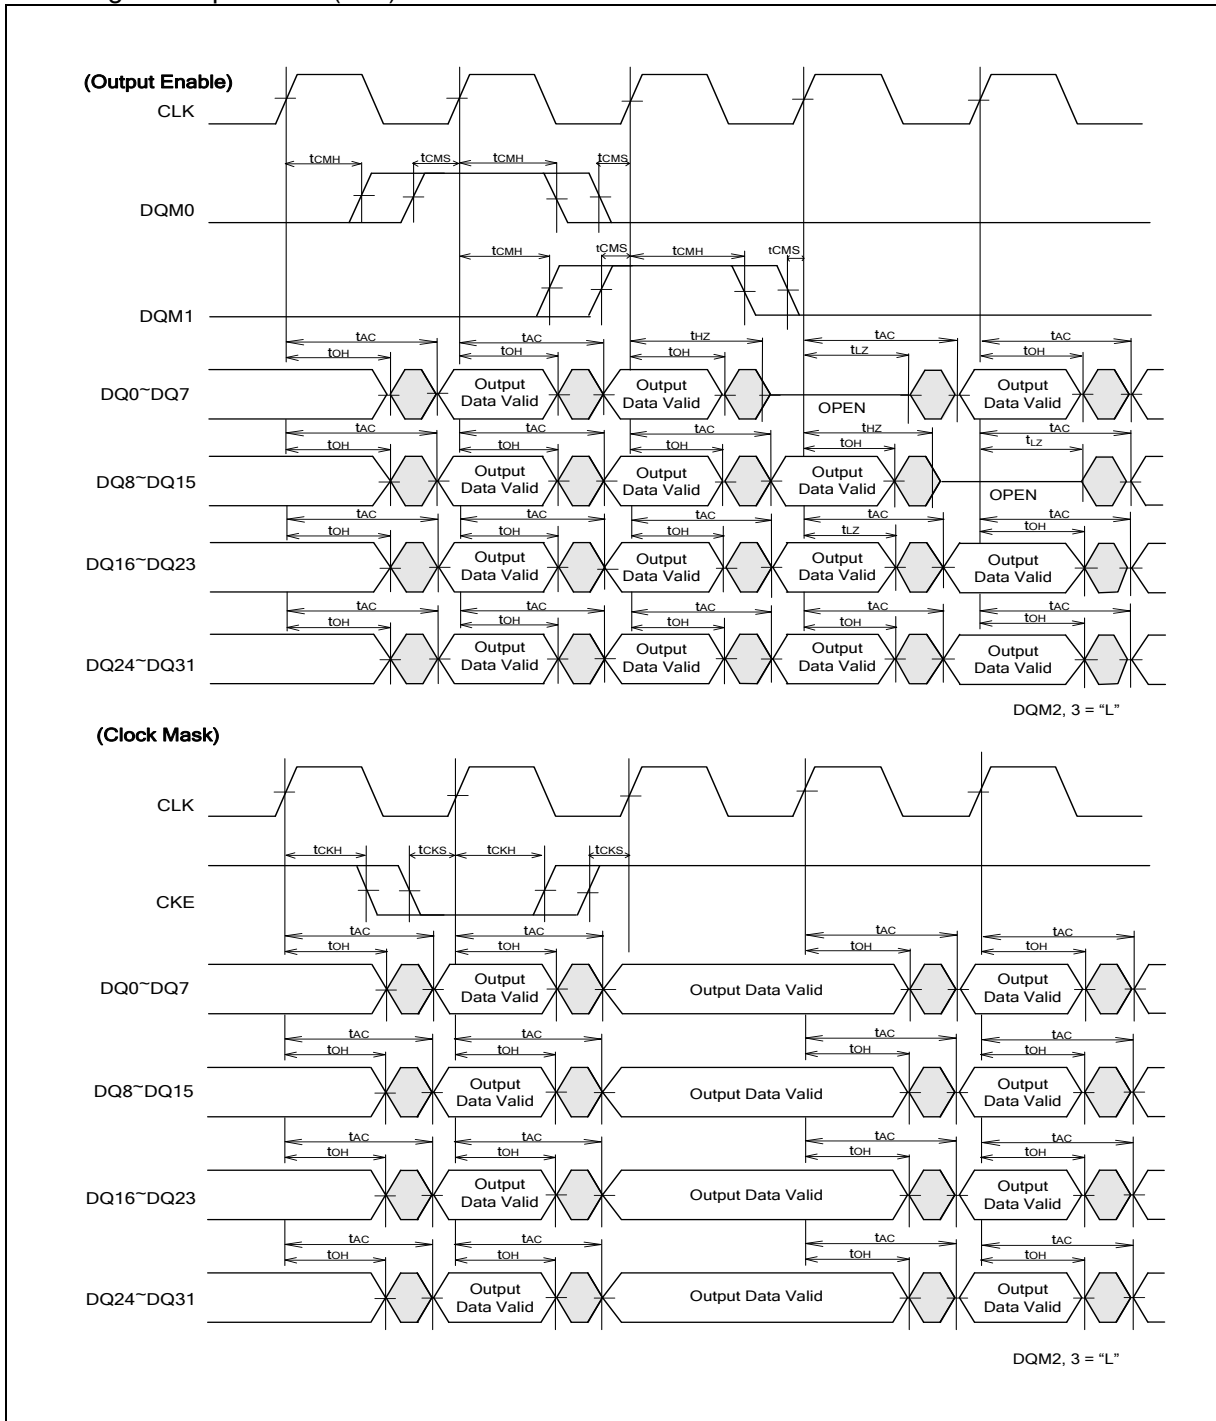 (Output Enable)
CLK
tCMH tCMS tCMH tCMS
DQM0
tCMH tCMS tCMH tCMS
DQM1
tAC tAC tHZ tAC tAC
tOH tOH tOH tLZ tOH
DQ0~DQ7 Output Data Valid Output Data Valid OPEN Output Data Valid
tAC tAC tAC tHZ tAC
tOH tOH tOH tOH tLZ
DQ8~DQ15 Output Data Valid Output Data Valid Output Data Valid OPEN
tAC tAC tAC tAC tAC
tOH tOH tOH tLZ tOH
DQ16~DQ23 Output Data Valid Output Data Valid Output Data Valid Output Data Valid
tAC tAC tAC tAC tAC
tOH tOH tOH tOH tOH
DQ24~DQ31 Output Data Valid Output Data Valid Output Data Valid Output Data Valid
DQM2, 3 = “L”
(Clock Mask)
CLK
tCKH tCKS tCKH tCKS
CKE
tAC tAC tAC tAC
tOH tOH tOH tOH
DQ0~DQ7 Output Data Valid Output Data Valid Output Data Valid
tAC tAC tAC tAC
tOH tOH tOH tOH
DQ8~DQ15 Output Data Valid Output Data Valid Output Data Valid
tAC tAC tAC tAC
tOH tOH tOH tOH
DQ16~DQ23 Output Data Valid Output Data Valid Output Data Valid
tAC tAC tAC tAC
tOH tOH tOH tOH
DQ24~DQ31 Output Data Valid Output Data Valid Output Data Valid
DQM2, 3 = “L”